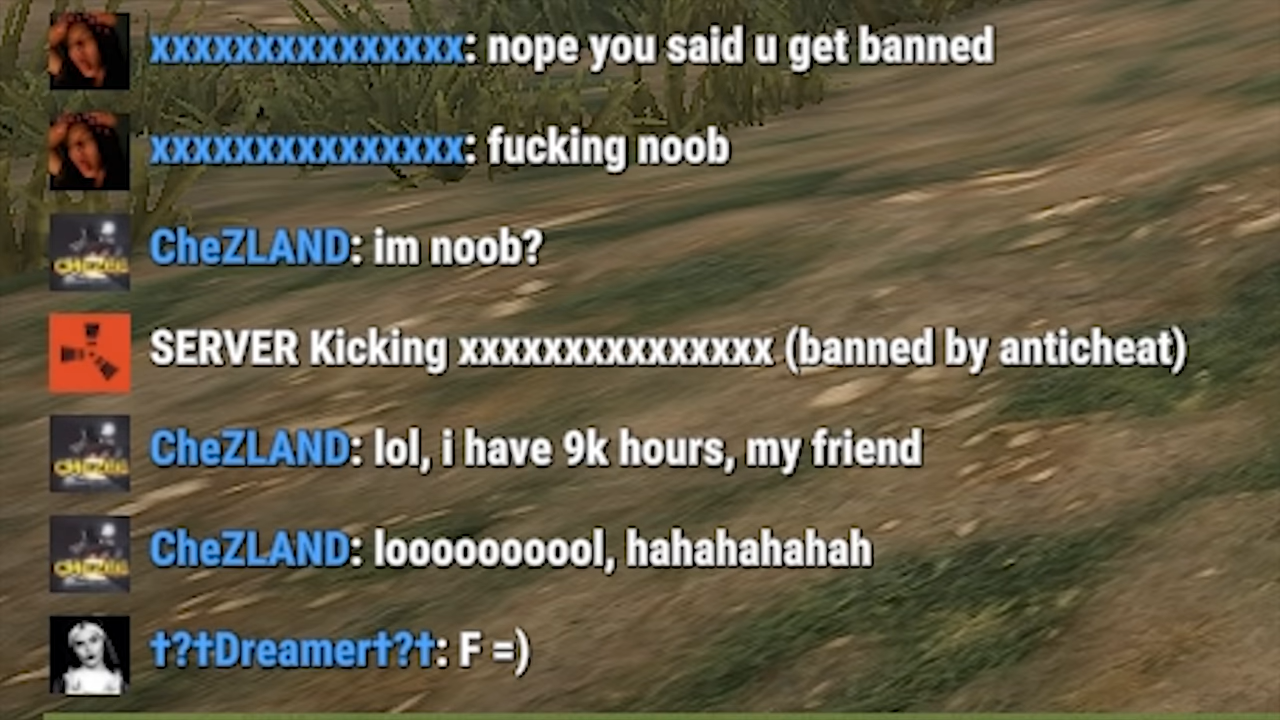 xxxxxxxxxxxxxxx: nope you said u get banned
xxxxxxxxxxxxxxx: fucking noob
CheZLAND: im noob?
SERVER Kicking xxxxxxxxxxxxxxx (banned by anticheat)
CheZLAND: lol, i have 9k hours, my friend
CheZLAND: loooooooool, hahahahahah
†?†Dreamer†?†: F =)